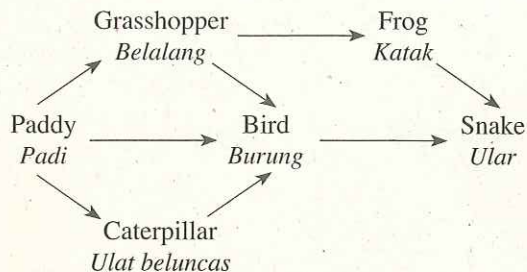 Grasshopper
Belalang
Frog
Katak
Paddy
Padi
Bird
Burung
Snake
Ular
Caterpillar
Ulat beluncas